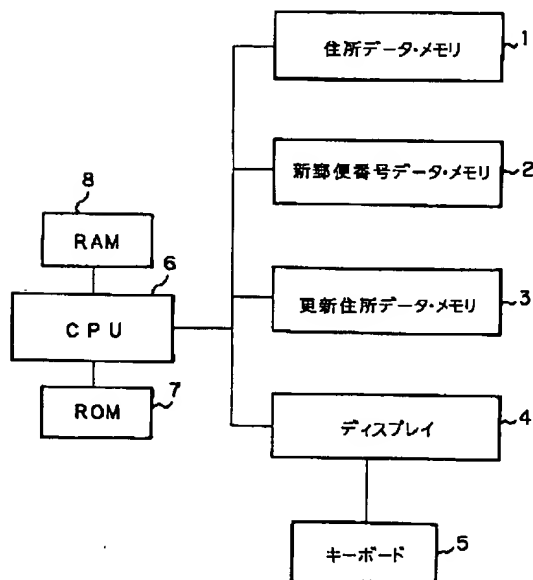 住所データ・メモリ
1
新郵便番号データ・メモリ
2
8
RAM
6
更新住所データ・メモリ
3
CPU
7
ROM
ディスプレイ
4
キーボード
5